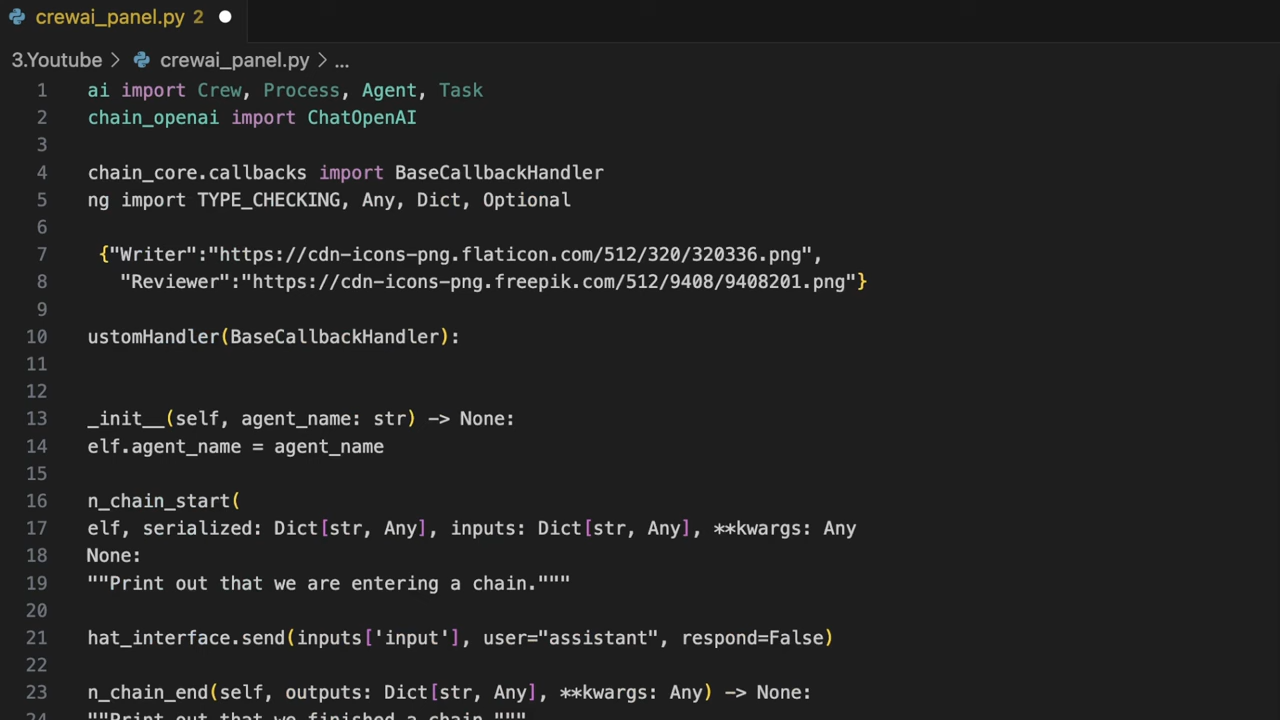 crewai_panel.py 2
3.Youtube > crewai_panel.py > ...
1 ai import Crew, Process, Agent, Task
2 chain_openai import ChatOpenAI
3
4 chain_core.callbacks import BaseCallbackHandler
5 ng import TYPE_CHECKING, Any, Dict, Optional
6
7 {"Writer":"https://cdn-icons-png.flaticon.com/512/320/320336.png",
8 "Reviewer":"https://cdn-icons-png.freepik.com/512/9408/9408201.png"}
9
10 ustomHandler(BaseCallbackHandler):
11
12
13 _init__(self, agent_name: str) -> None:
14 elf.agent_name = agent_name
15
16 n_chain_start(
17 elf, serialized: Dict[str, Any], inputs: Dict[str, Any], **kwargs: Any
18 None:
19 ""Print out that we are entering a chain."""
20
21 hat_interface.send(inputs['input'], user="assistant", respond=False)
22
23 n_chain_end(self, outputs: Dict[str, Any], **kwargs: Any) -> None:
24 ""Print out that we finished a chain."""